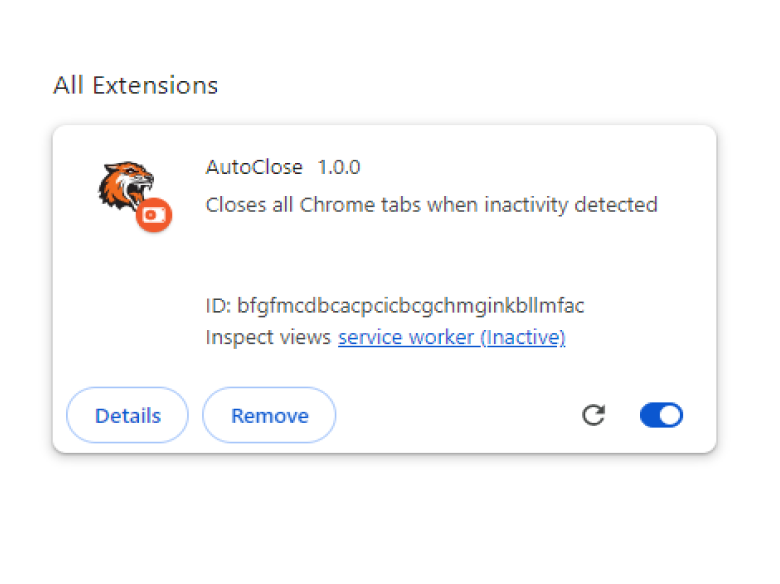 All Extensions
AutoClose 1.0.0
Closes all Chrome tabs when inactivity detected
ID: bfgfmcdbcacpcicbcgchmginkbllmfac
Inspect views service worker (Inactive)
Details Remove